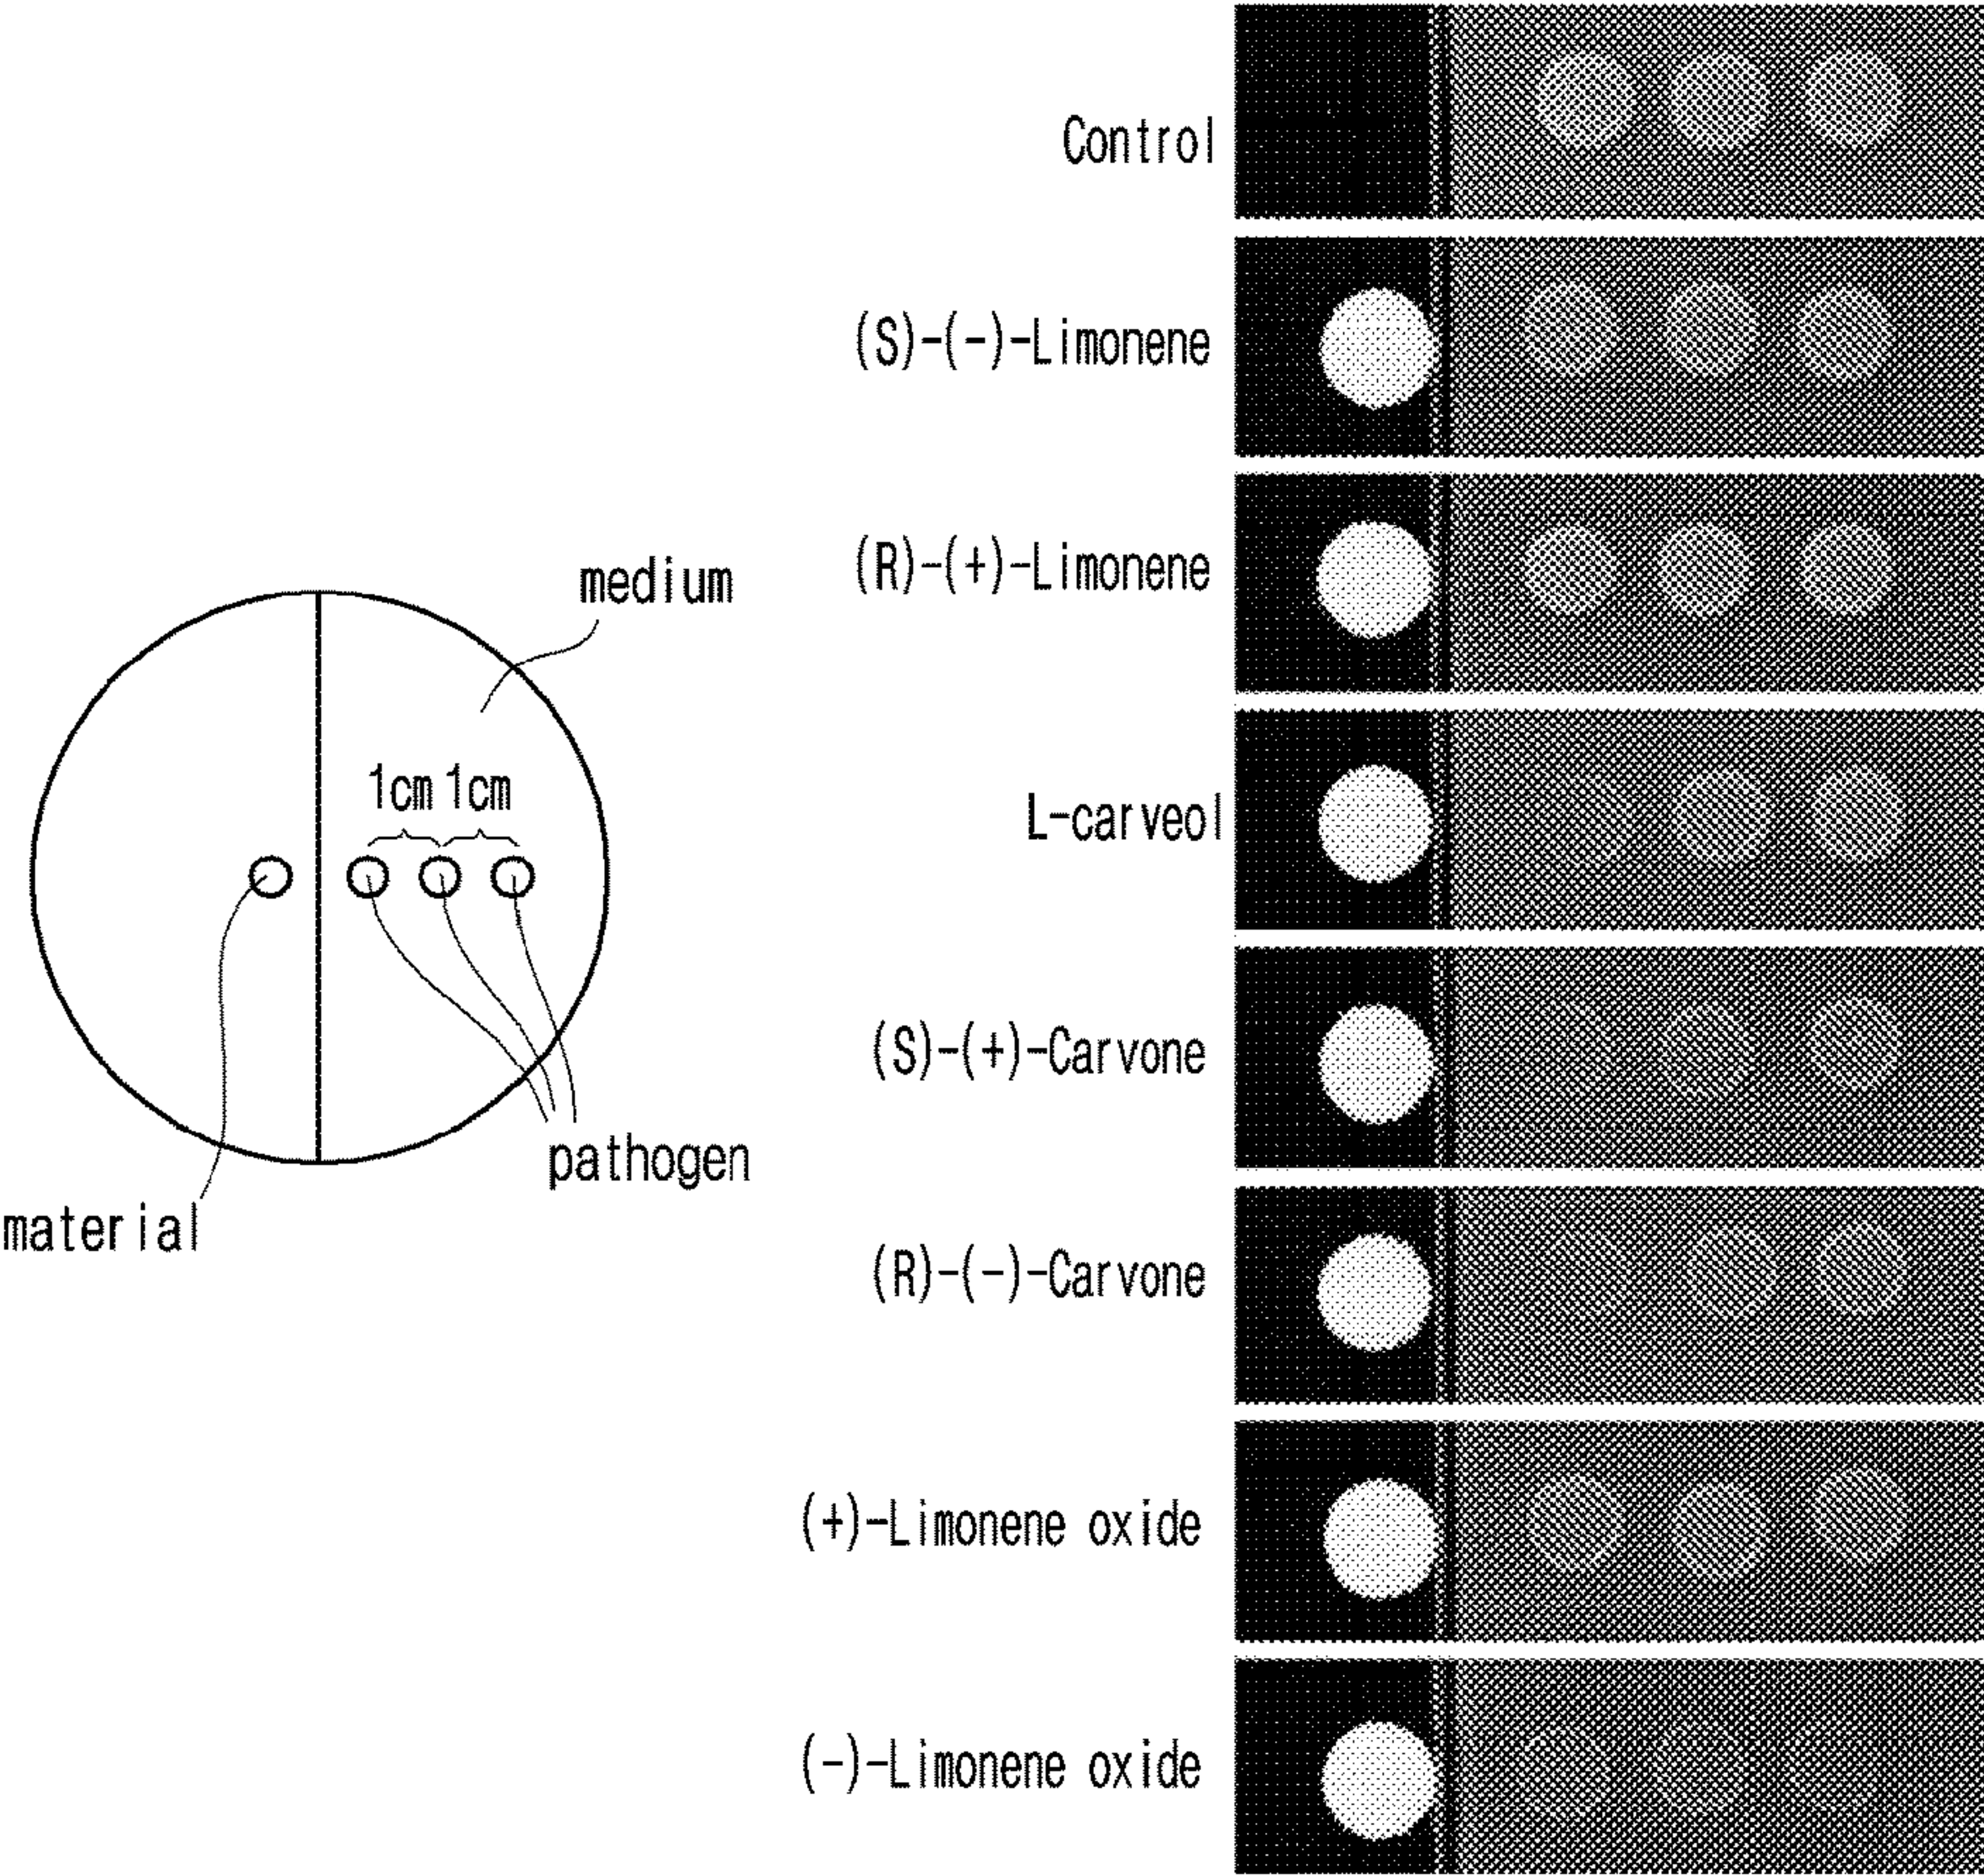 medium
1cm 1cm
pathogen
material
Control
(S)-(-)-Limonene
(R)-(+)-Limonene
L-carveol
(S)-(+)-Carvone
(R)-(-)-Carvone
(+)-Limonene oxide
(-)-Limonene oxide